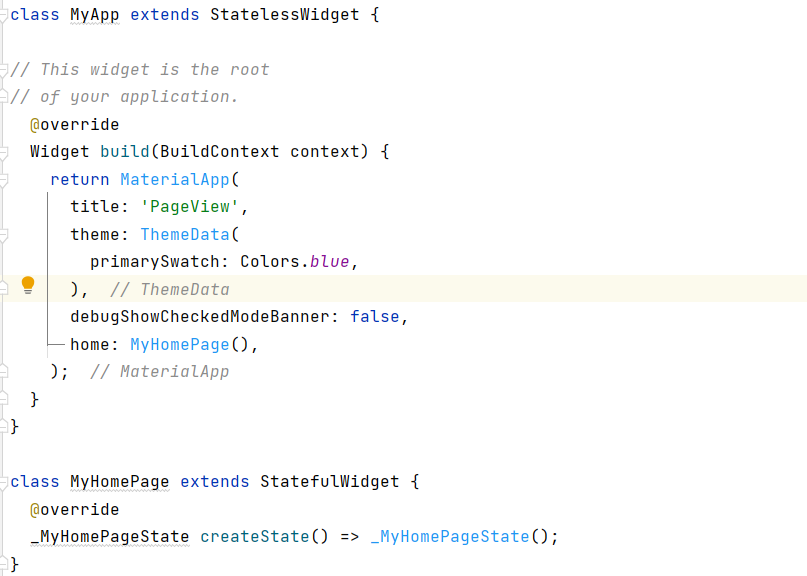 class MyApp extends StatelessWidget {
// This widget is the root
// of your application.
@override
Widget build(BuildContext context) {
return MaterialApp(
title: 'PageView',
theme: ThemeData(
primarySwatch: Colors.blue,
), // ThemeData
debugShowCheckedModeBanner: false,
home: MyHomePage(),
); // MaterialApp
}
}
class MyHomePage extends StatefulWidget {
@override
_MyHomePageState createState() => _MyHomePageState();
}